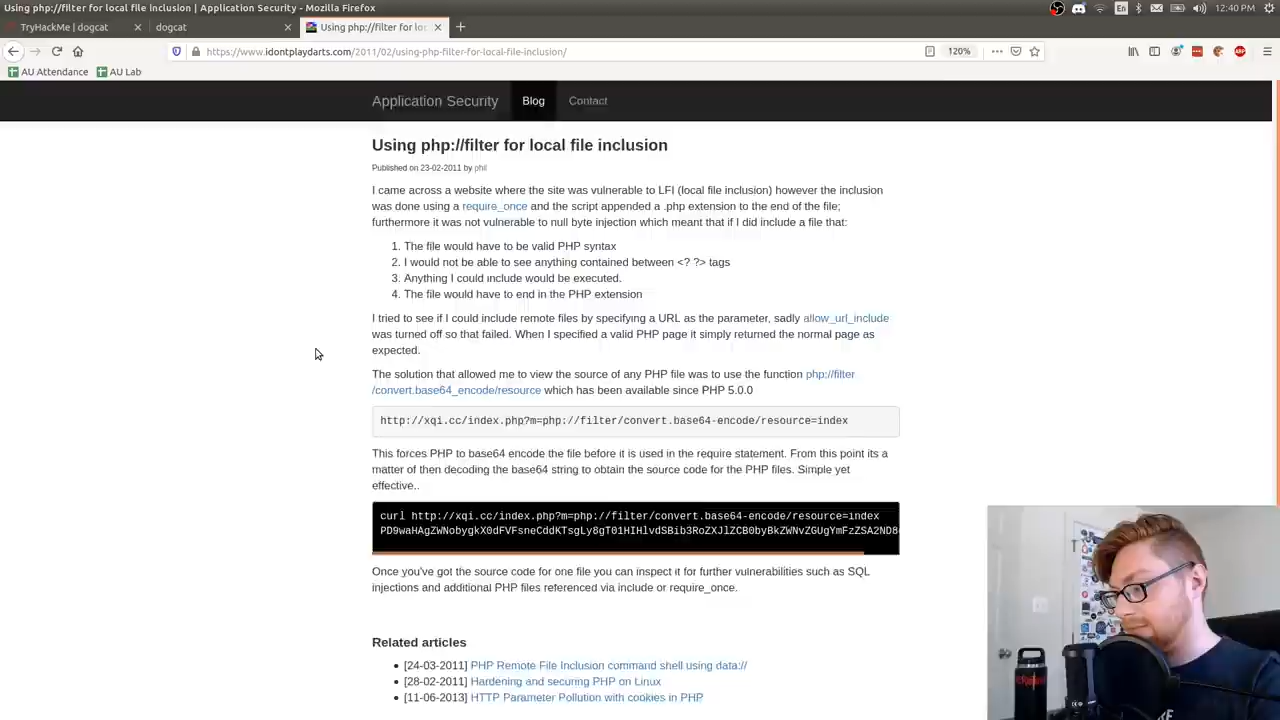 Using php://filter for local file inclusion | Application Security - Mozilla Firefox
En
12:40 PM
TryHackMe | dogcat
dogcat
Using php://filter for loc
https://www.idontplaydarts.com/2011/02/using-php-filter-for-local-file-inclusion/
120%
AU Attendance
AU Lab
Application Security
Blog
Contact
Using php://filter for local file inclusion
Published on 23-02-2011 by phil
I came across a website where the site was vulnerable to LFI (local file inclusion) however the inclusion
was done using a require_once and the script appended a .php extension to the end of the file;
furthermore it was not vulnerable to null byte injection which meant that if I did include a file that:
1. The file would have to be valid PHP syntax
2. I would not be able to see anything contained between <? ?> tags
3. Anything I could include would be executed.
4. The file would have to end in the PHP extension
I tried to see if I could include remote files by specifying a URL as the parameter, sadly allow_url_include
was turned off so that failed. When I specified a valid PHP page it simply returned the normal page as
expected.
The solution that allowed me to view the source of any PHP file was to use the function php://filter
/convert.base64_encode/resource which has been available since PHP 5.0.0
http://xqi.cc/index.php?m=php://filter/convert.base64-encode/resource=index
This forces PHP to base64 encode the file before it is used in the require statement. From this point its a
matter of then decoding the base64 string to obtain the source code for the PHP files. Simple yet
effective..
curl http://xqi.cc/index.php?m=php://filter/convert.base64-encode/resource=index
PD9waHAgZWNobygkX0dFVFsneCddKTsgLy8gT01HIHlvdSBib3RoZXJlZCB0byBkZWNvZGUgYmFzZSA2ND8
Once you've got the source code for one file you can inspect it for further vulnerabilities such as SQL
injections and additional PHP files referenced via include or require_once.
Related articles
• [24-03-2011] PHP Remote File Inclusion command shell using data://
• [28-02-2011] Hardening and securing PHP on Linux
• [11-06-2013] HTTP Parameter Pollution with cookies in PHP